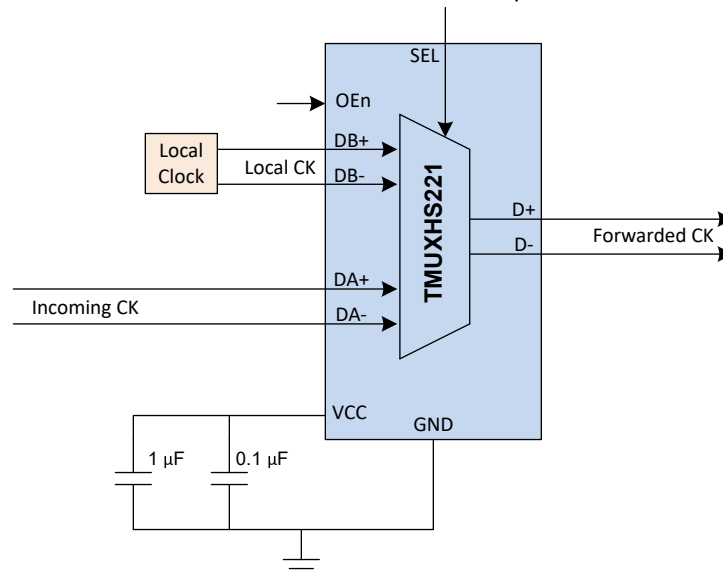 SEL
OEn
DB+
Local
Clock
Local CK
DB-
TMUXHS221
D+
Forwarded CK
D-
DA+
Incoming CK
DA-
VCC
GND
1 µF
0.1 µF